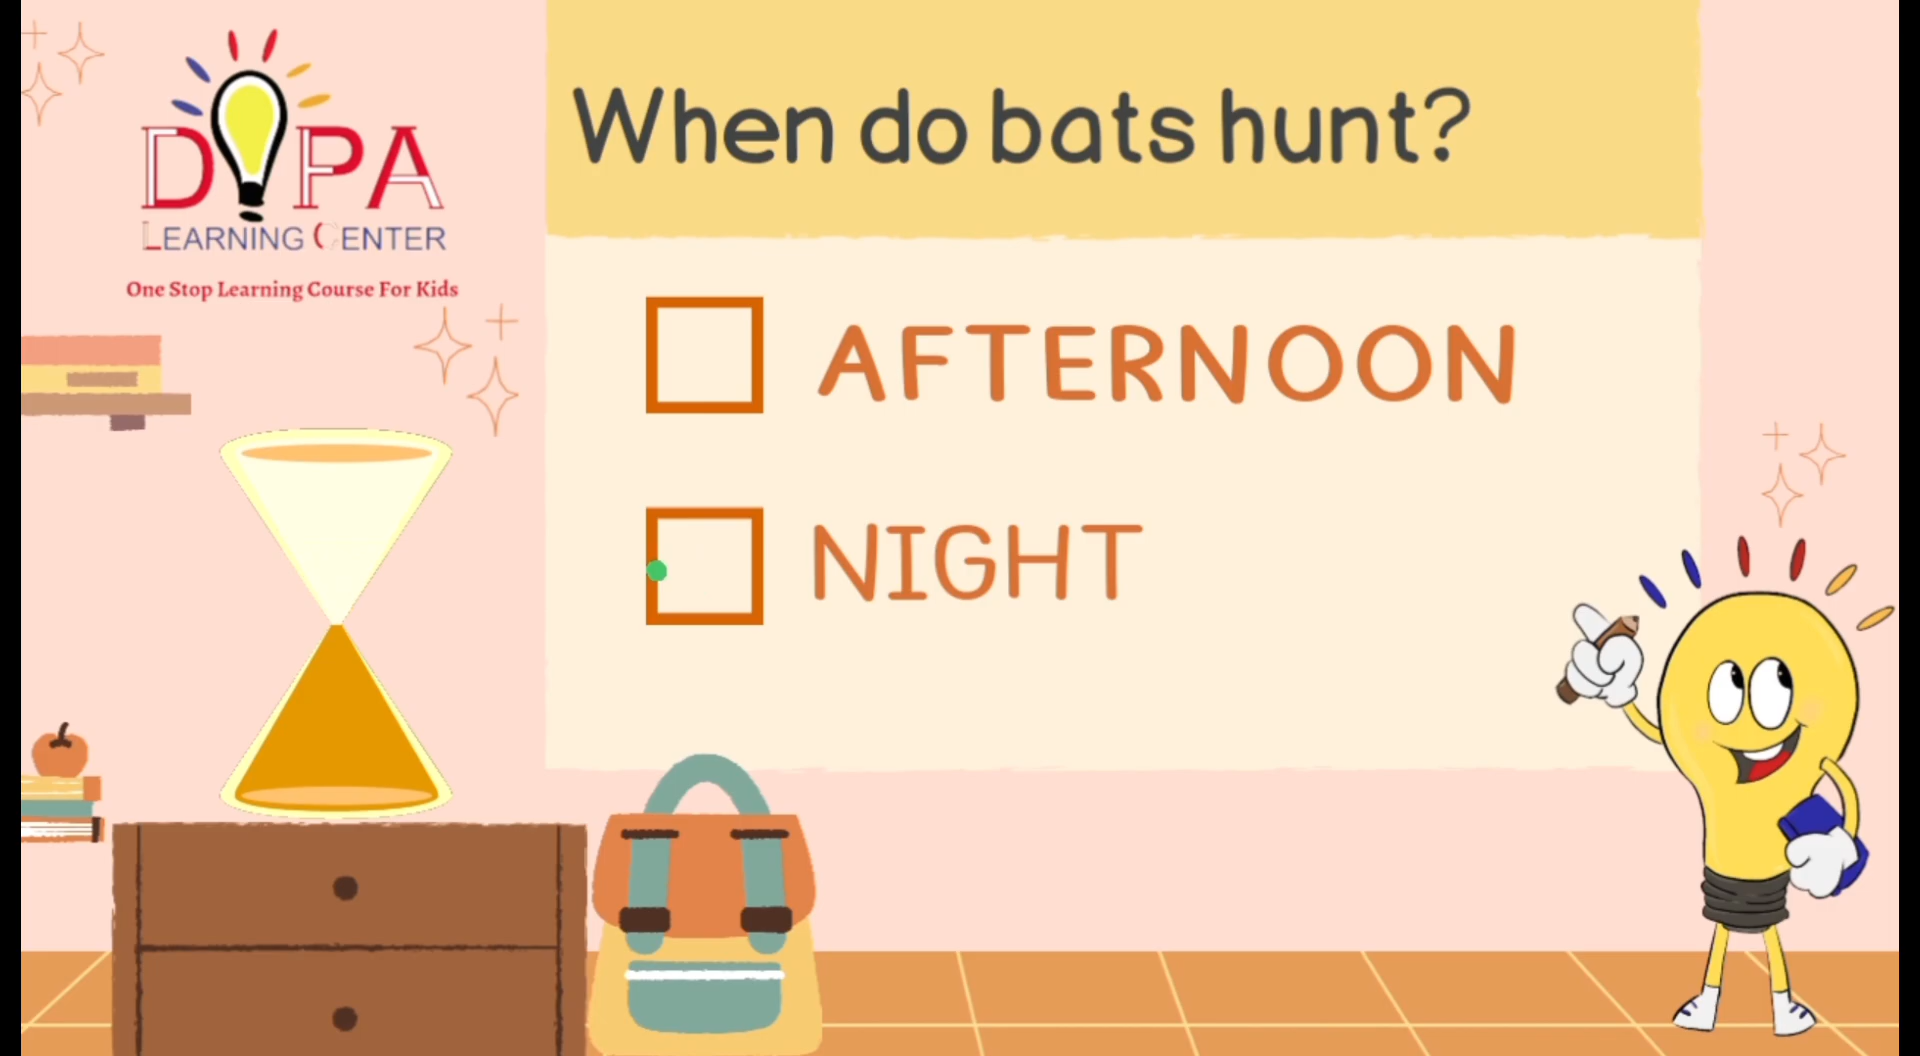 DIPA
LEARNING CENTER
One Stop Learning Course For Kids
When do bats hunt?
AFTERNOON
NIGHT